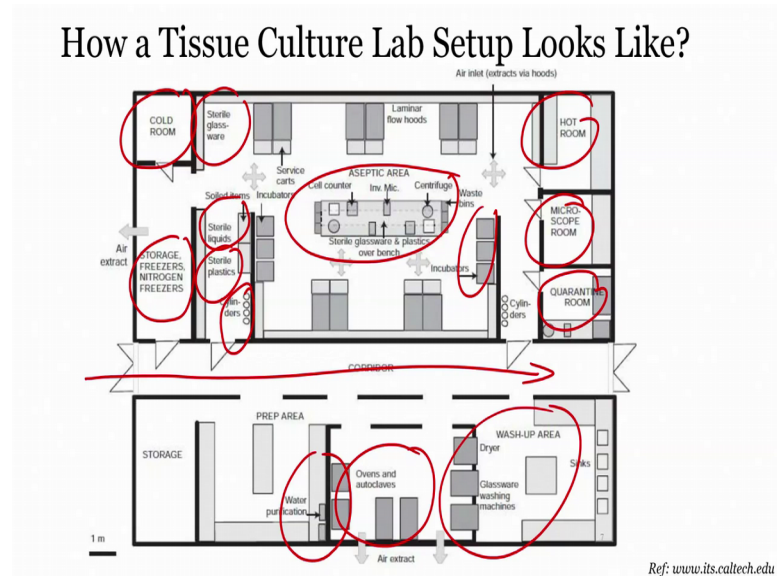 How a Tissue Culture Lab Setup Looks Like?
Air inlet (extracts via hoods)
COLD
ROOM
Sterile
glass-
ware
Laminar
flow hoods
HOT
ROOM
Service
carts
ASEPTIC AREA
Cell counter
Inv. Mic.
Centrifuge
Waste
bins
Soiled items
Incubators
Sterile
liquids
Sterile glassware & plastics
over bench
MICRO-
SCOPE
ROOM
Air
extract
STORAGE,
FREEZERS,
NITROGEN
FREEZERS
Sterile
plastics
Incubators
QUARANTINE
ROOM
Cylin-
ders
Cylin-
ders
CORRIDOR
PREP AREA
WASH-UP AREA
STORAGE
Dryer
Sinks
Ovens and
autoclaves
Glassware
washing
machines
Water
purification
1 m
Air extract
Ref: www.its.caltech.edu